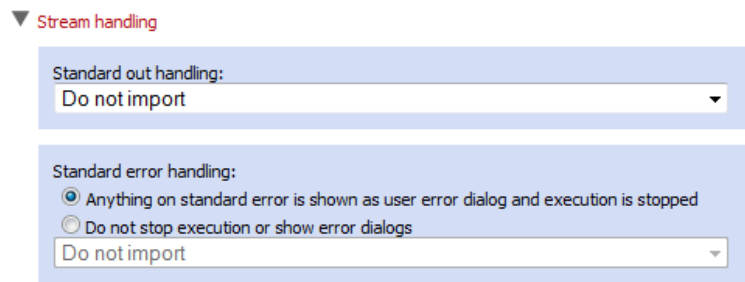 Stream handling
Standard out handling:
Do not import
Standard error handling:
Anything on standard error is shown as user error dialog and execution is stopped
Do not stop execution or show error dialogs
Do not import